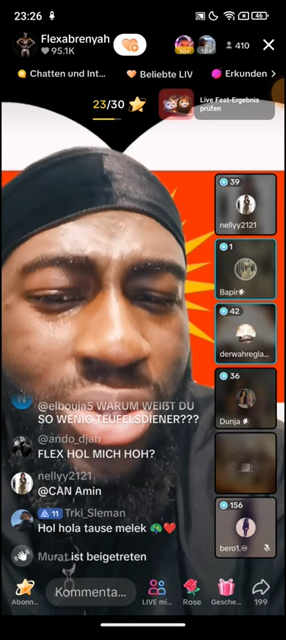 23:26
46
Flexabrenyah
95.1K
410
Chatten und Int...
Beliebte LIV
Erkunden
23/30
Live Fest-Ergebnis
prüfen
39
nellyy2121
1
Bapir
42
derwahregla...
36
Dunja
156
bero1.
@elbouja5 WARUM WEIßT DU
SO WENIG TEUFELSDIENER???
@ando_djan
FLEX HOL MICH HOH?
nellyy2121
@CAN Amin
11 Trki_Sleman
Hol hola tause melek 🦚❤️
Murat ist beigetreten
Kommenta...
Abonn...
LIVE mi...
Rose
Gesche...
199